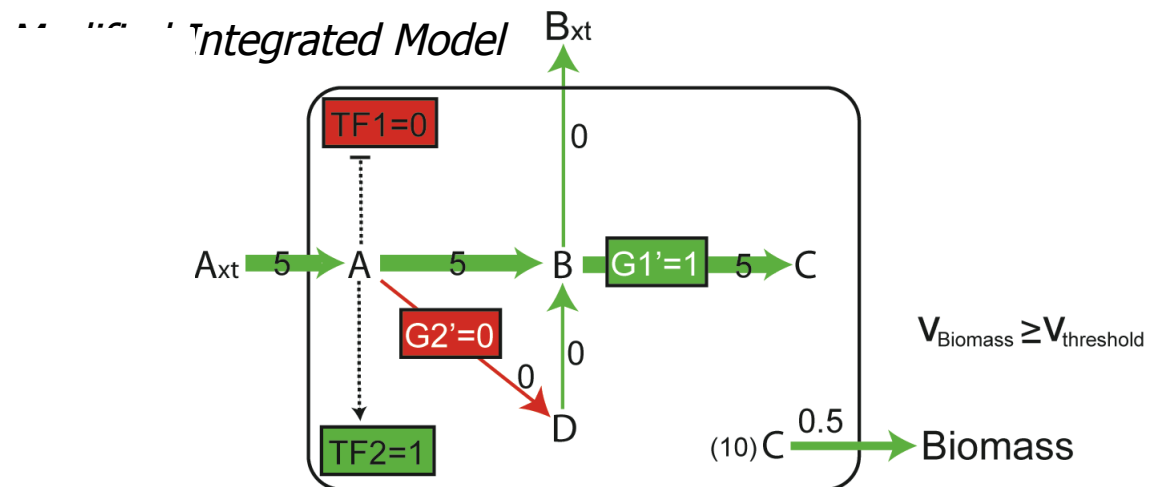 Integrated Model
Bxt
TF1=0
0
Axt 5 A 5 B G1'=1 5 C
G2'=0
0
0
D
VBiomass ≥Vthreshold
TF2=1
(10) C 0.5 Biomass